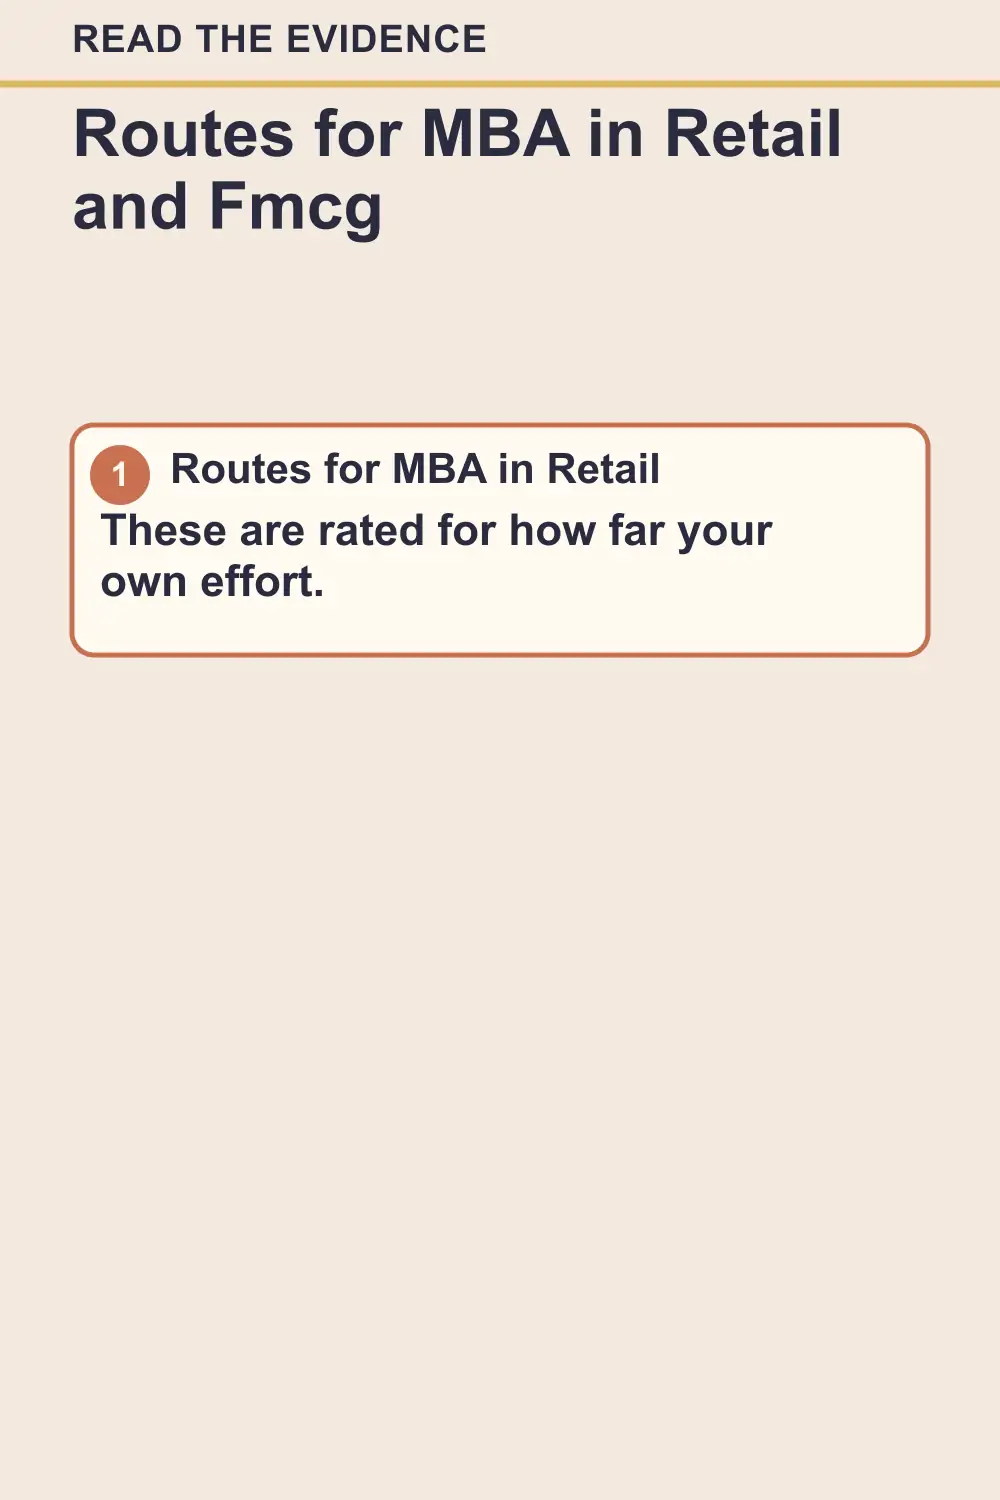 READ THE EVIDENCE
Routes for MBA in Retail
and Fmcg
1 Routes for MBA in Retail
These are rated for how far your
own effort.